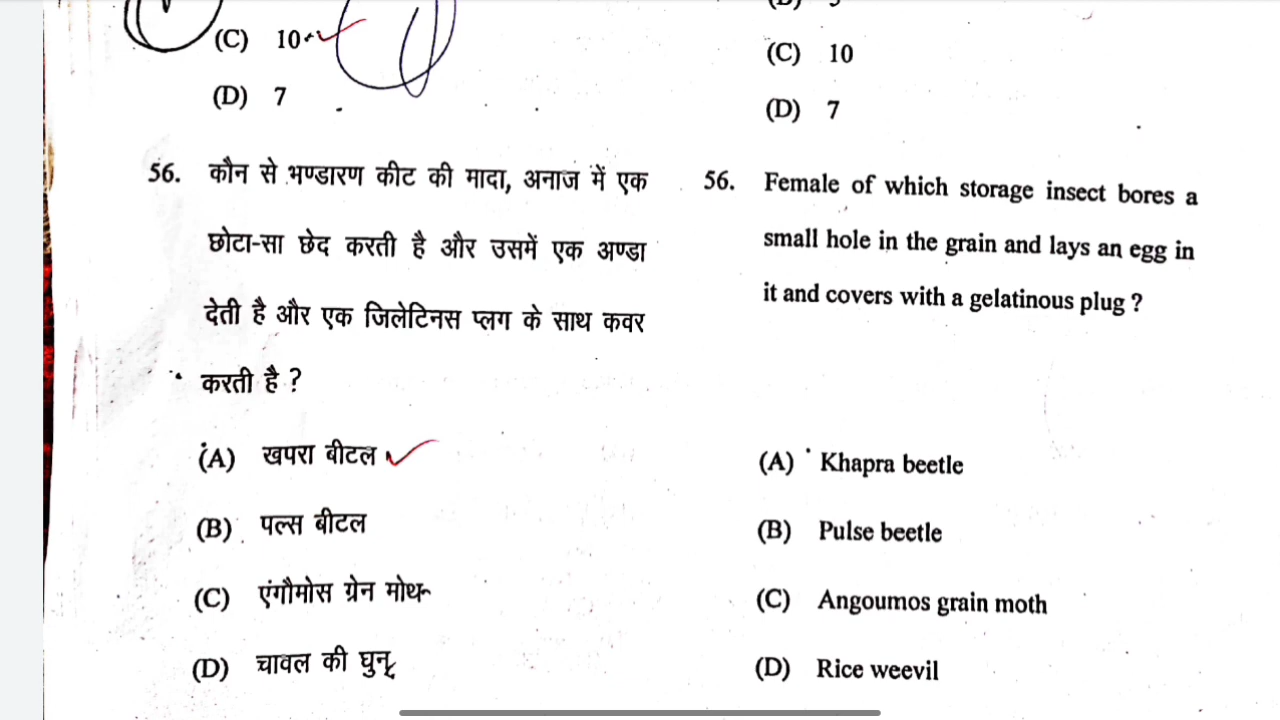 (C) 10
(D) 7
56. कौन से भण्डारण कीट की मादा, अनाज में एक
छोटा-सा छेद करती है और उसमें एक अण्डा
देती है और एक जिलेटिनस प्लग के साथ कवर
करती है ?
(A) खपरा बीटल
(B) पल्स बीटल
(C) एंगौमोस ग्रेन मोथ
(D) चावल की घुन
(C) 10
(D) 7
56. Female of which storage insect bores a
small hole in the grain and lays an egg in
it and covers with a gelatinous plug ?
(A) Khapra beetle
(B) Pulse beetle
(C) Angoumos grain moth
(D) Rice weevil